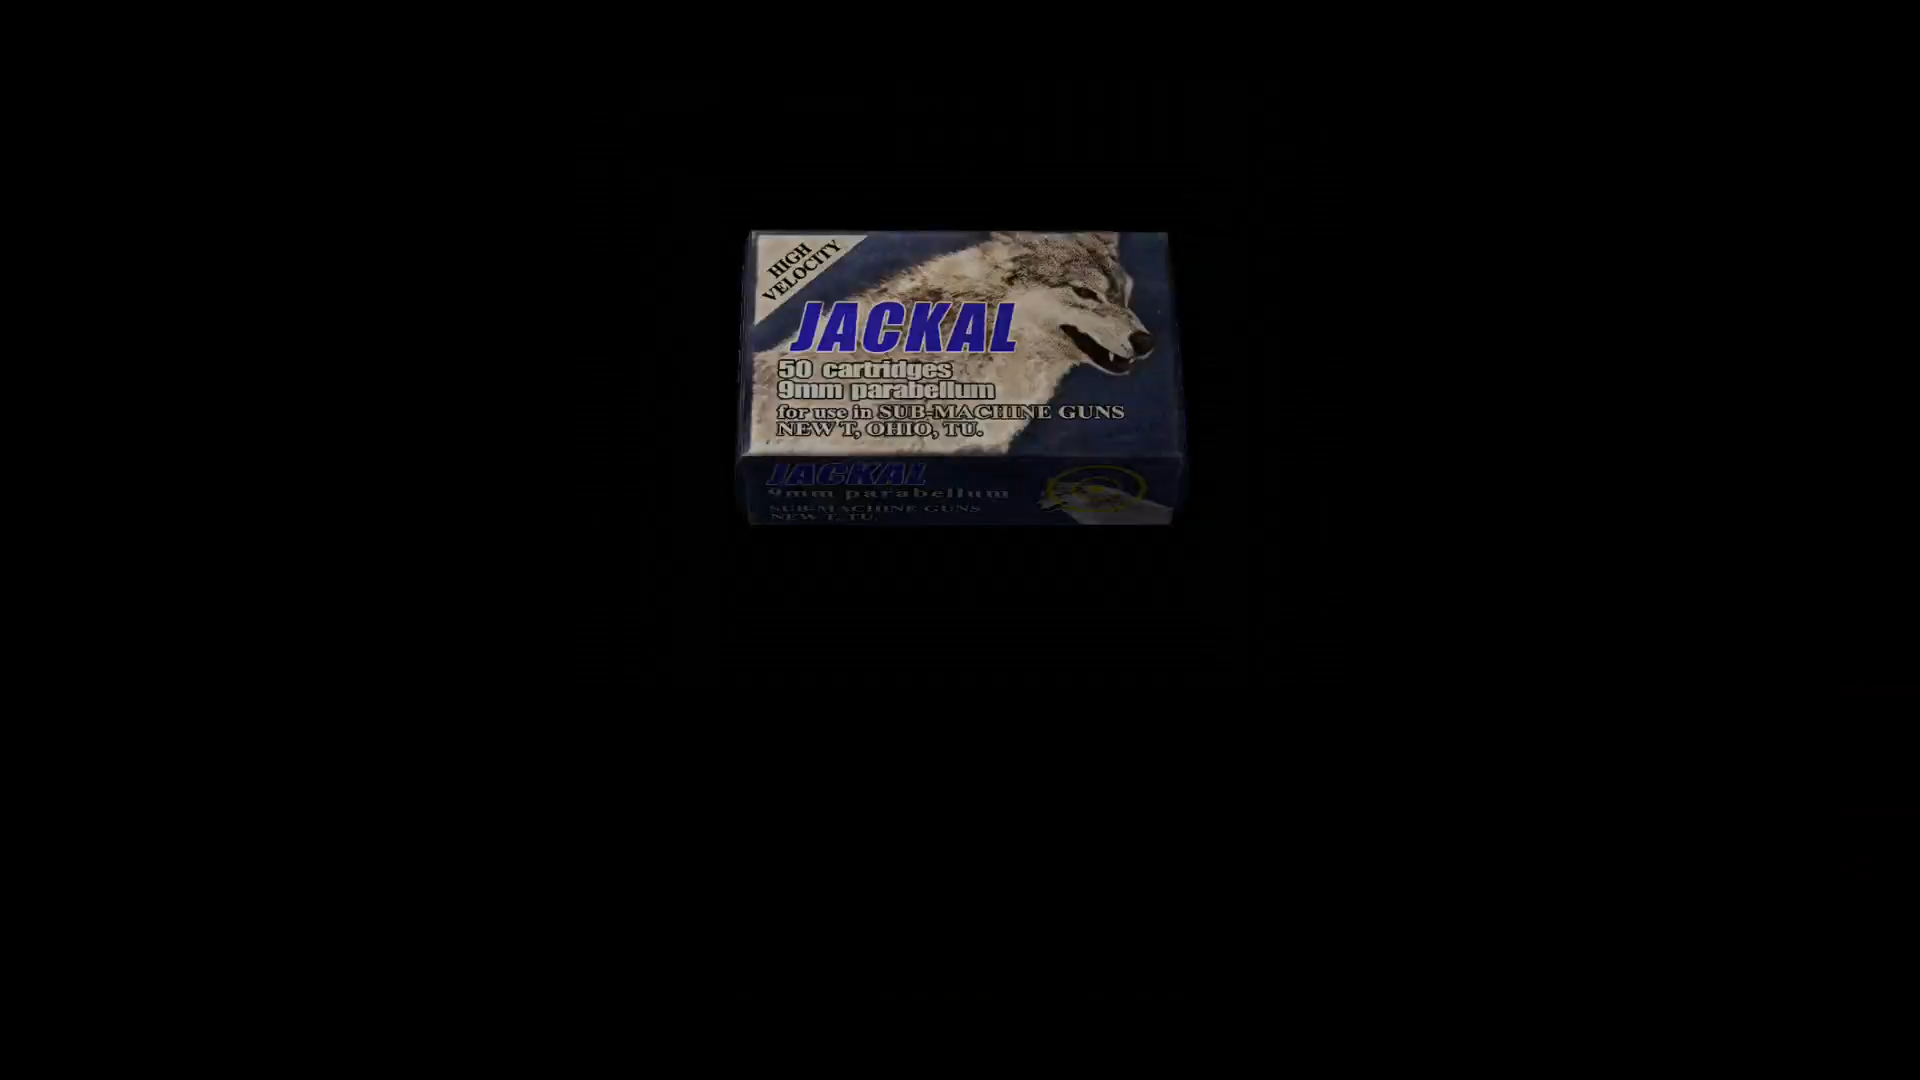 HIGH
VELOCITY
JACKAL
50 cartridges
9mm parabellum
for use in SUB-MACHINE GUNS
NEW T, OHIO, TU.
JACKAL
9mm parabellum
SUB-MACHINE GUNS
NEW T, TU.